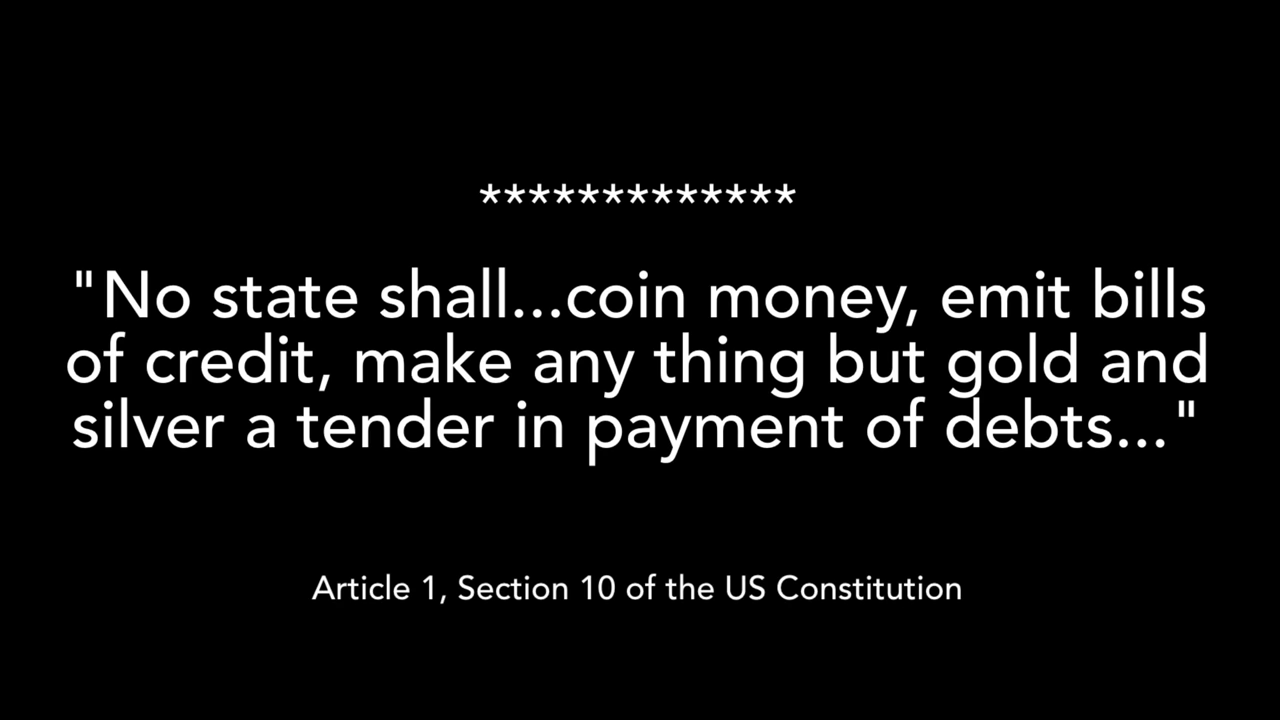 *************
"No state shall...coin money, emit bills
of credit, make any thing but gold and
silver a tender in payment of debts..."
Article 1, Section 10 of the US Constitution